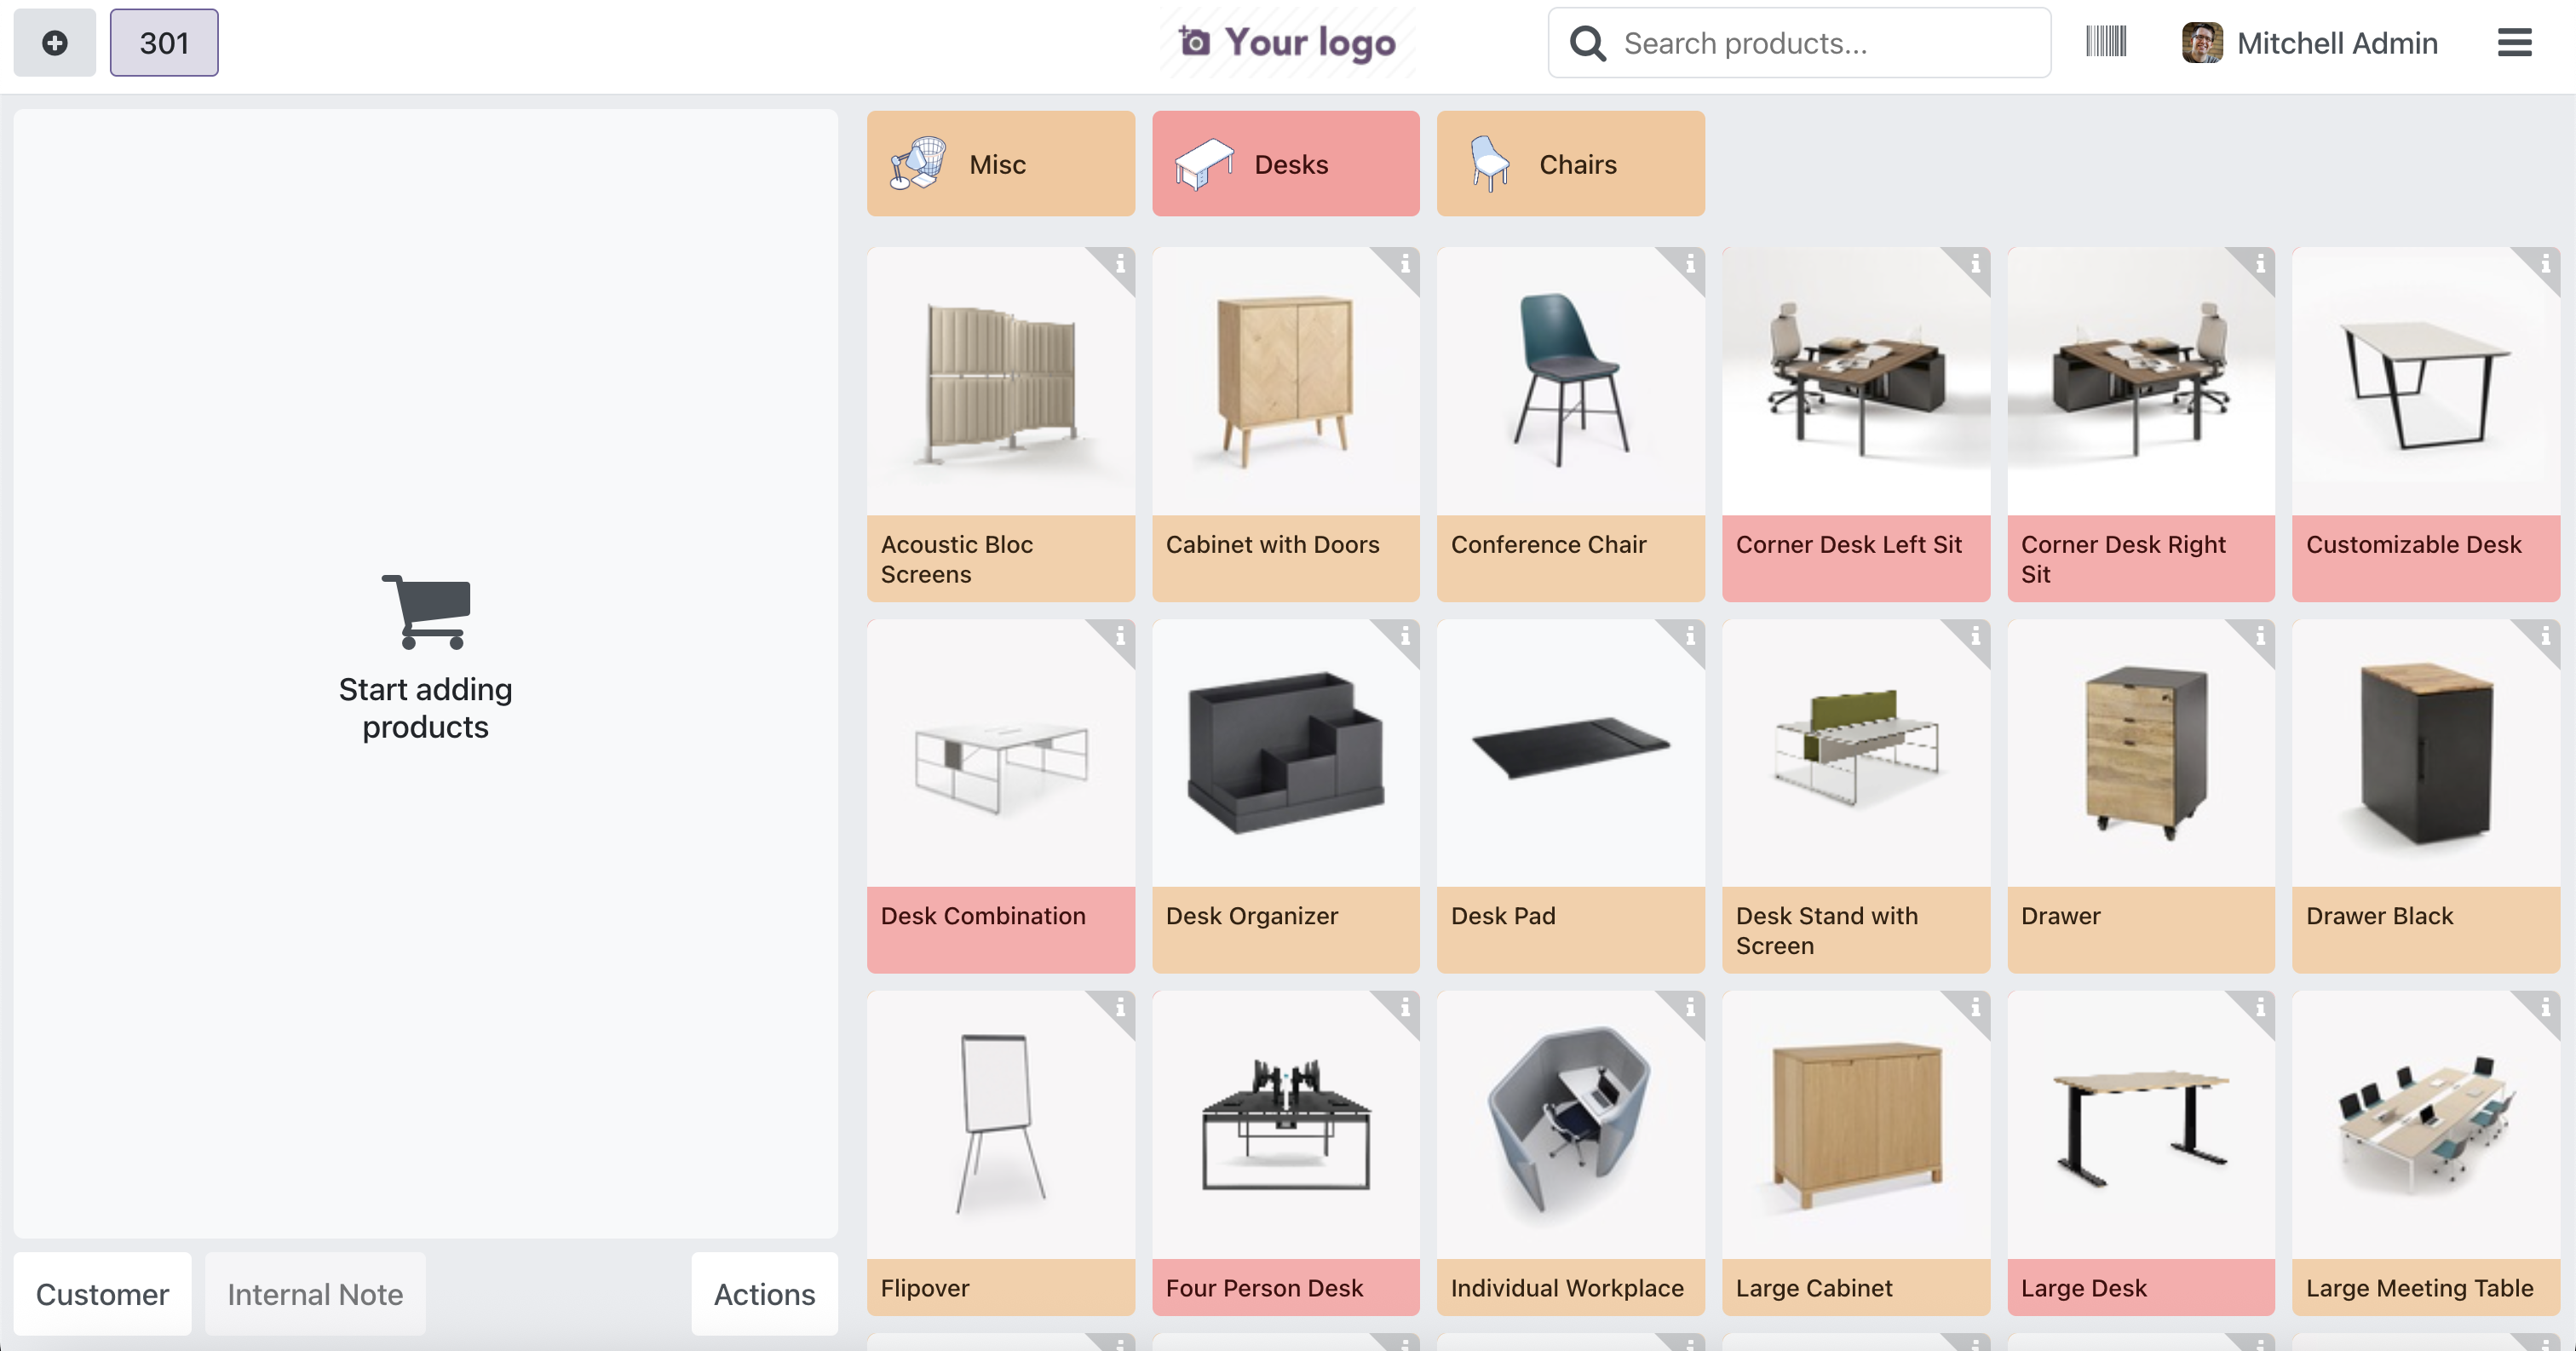 301
Your logo
Search products...
Mitchell Admin
Misc
Desks
Chairs
Acoustic Bloc
Screens
Cabinet with Doors
Conference Chair
Corner Desk Left Sit
Corner Desk Right
Sit
Customizable Desk
Start adding
products
Desk Combination
Desk Organizer
Desk Pad
Desk Stand with
Screen
Drawer
Drawer Black
Flipover
Four Person Desk
Individual Workplace
Large Cabinet
Large Desk
Large Meeting Table
Customer
Internal Note
Actions